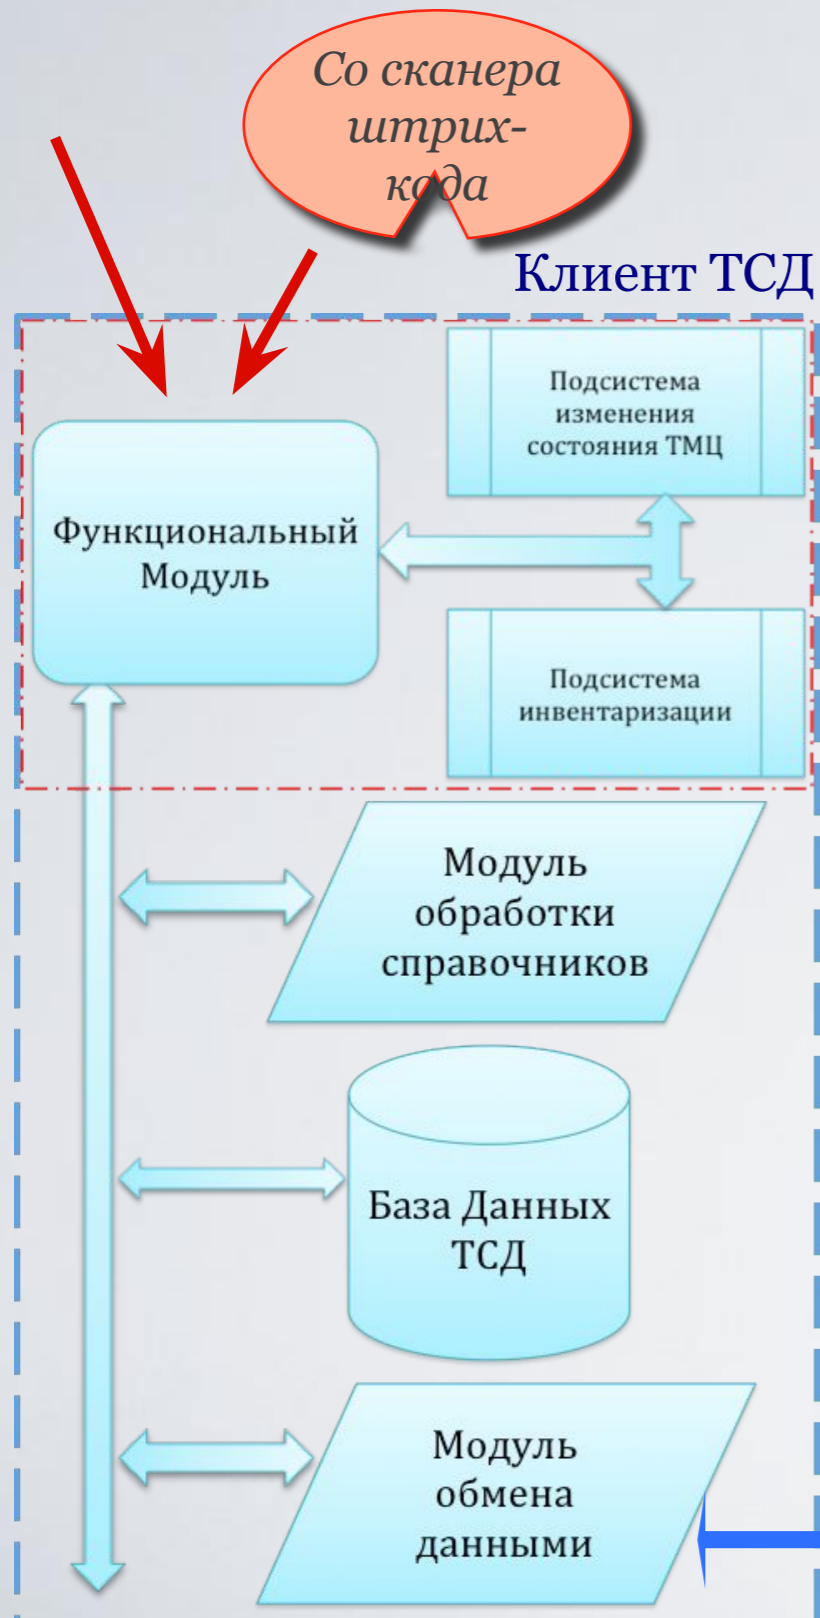 Со сканера
штрих-
кода
Клиент ТСД
Подсистема
изменения
состояния ТМЦ
Функциональный
Модуль
Подсистема
инвентаризации
Модуль
обработки
справочников
База Данных
ТСД
Модуль
обмена
данными